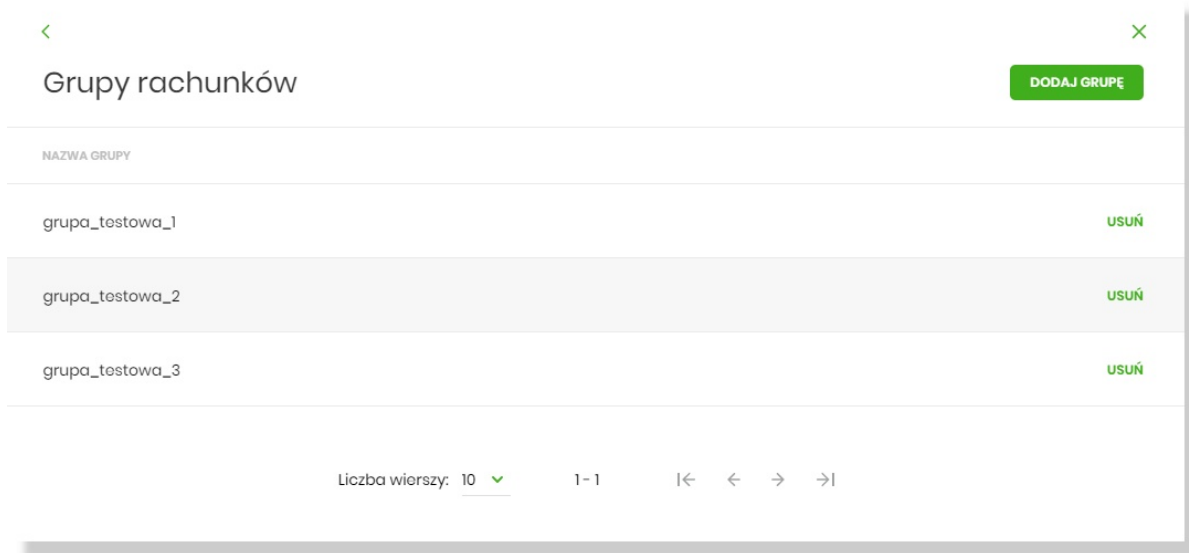 Grupy rachunków
DODAJ GRUPĘ
NAZWA GRUPY
grupa_testowa_1 USUŃ
grupa_testowa_2 USUŃ
grupa_testowa_3 USUŃ
Liczba wierszy: 10 1 - 1